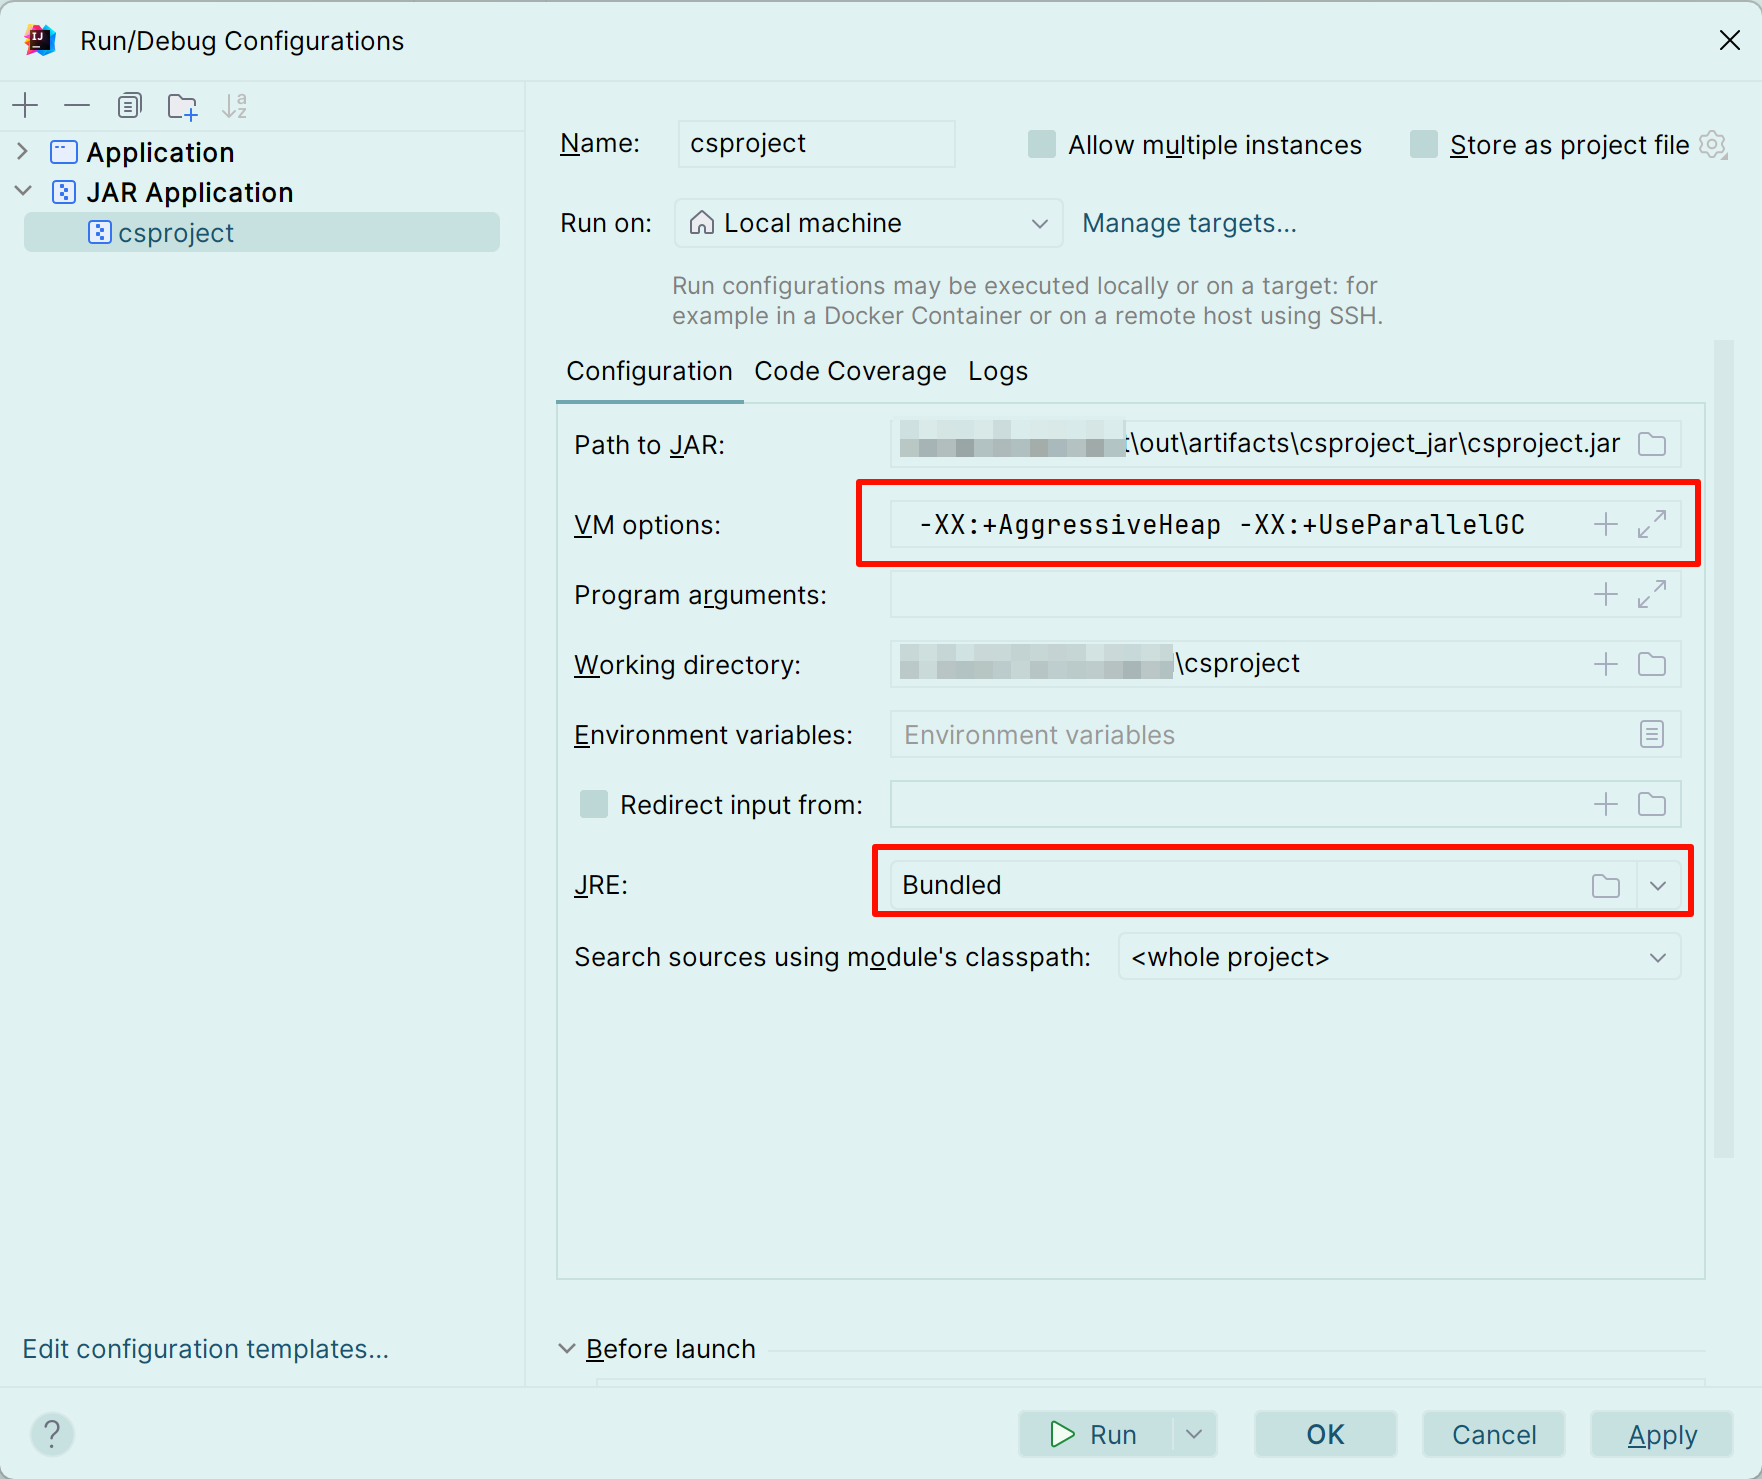 Run/Debug Configurations
Application
JAR Application
csproject
Edit configuration templates...
Name: csproject Allow multiple instances Store as project file
Run on: Local machine Manage targets...
Run configurations may be executed locally or on a target: for
example in a Docker Container or on a remote host using SSH.
Configuration Code Coverage Logs
Path to JAR: t\out\artifacts\csproject_jar\csproject.jar
VM options: -XX:+AggressiveHeap -XX:+UseParallelGC
Program arguments:
Working directory: \csproject
Environment variables: Environment variables
Redirect input from:
JRE: Bundled
Search sources using module's classpath: <whole project>
Before launch
? Run OK Cancel Apply